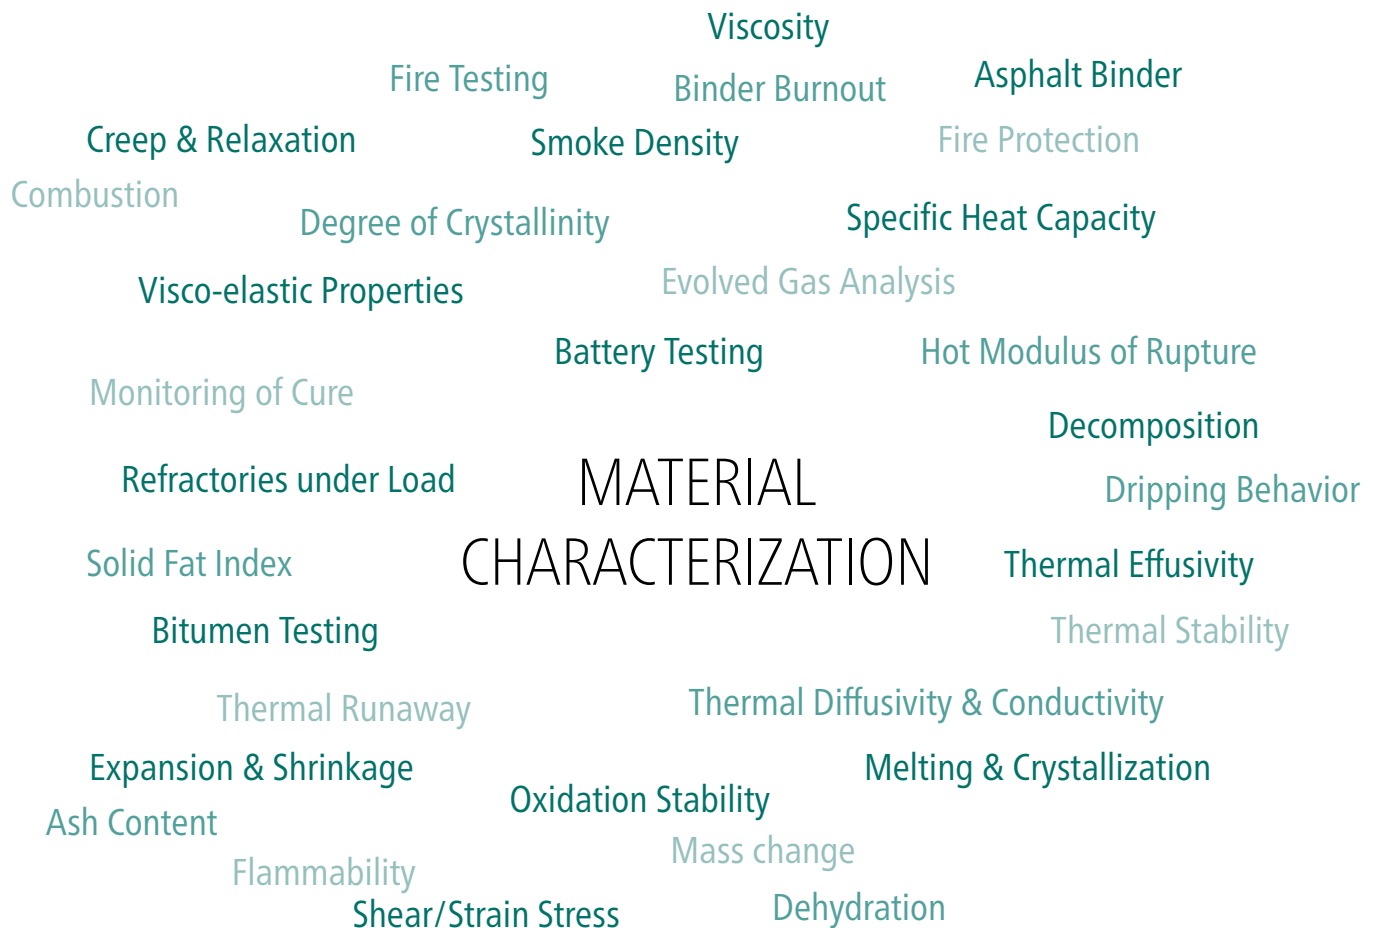 Viscosity
Fire Testing
Binder Burnout
Asphalt Binder
Creep & Relaxation
Smoke Density
Fire Protection
Combustion
Degree of Crystallinity
Specific Heat Capacity
Visco-elastic Properties
Evolved Gas Analysis
Battery Testing
Hot Modulus of Rupture
Monitoring of Cure
Decomposition
Refractories under Load
MATERIAL
CHARACTERIZATION
Dripping Behavior
Solid Fat Index
Thermal Effusivity
Bitumen Testing
Thermal Stability
Thermal Runaway
Thermal Diffusivity & Conductivity
Expansion & Shrinkage
Melting & Crystallization
Oxidation Stability
Ash Content
Mass change
Flammability
Shear/Strain Stress
Dehydration